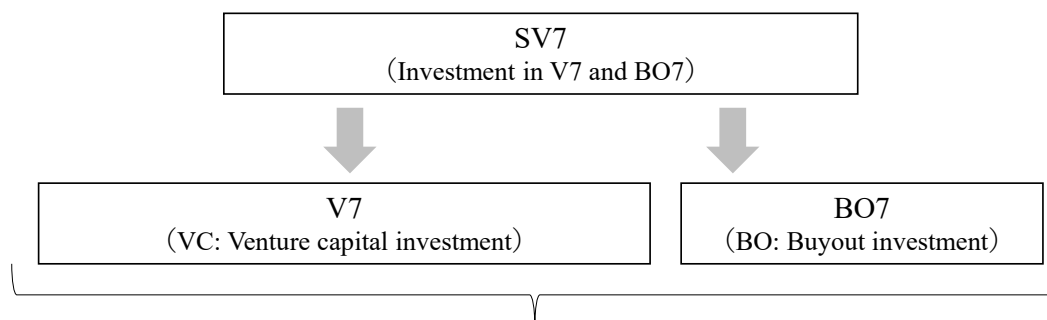 SV7
（Investment in V7 and BO7）
V7
（VC: Venture capital investment）
BO7
（BO: Buyout investment）